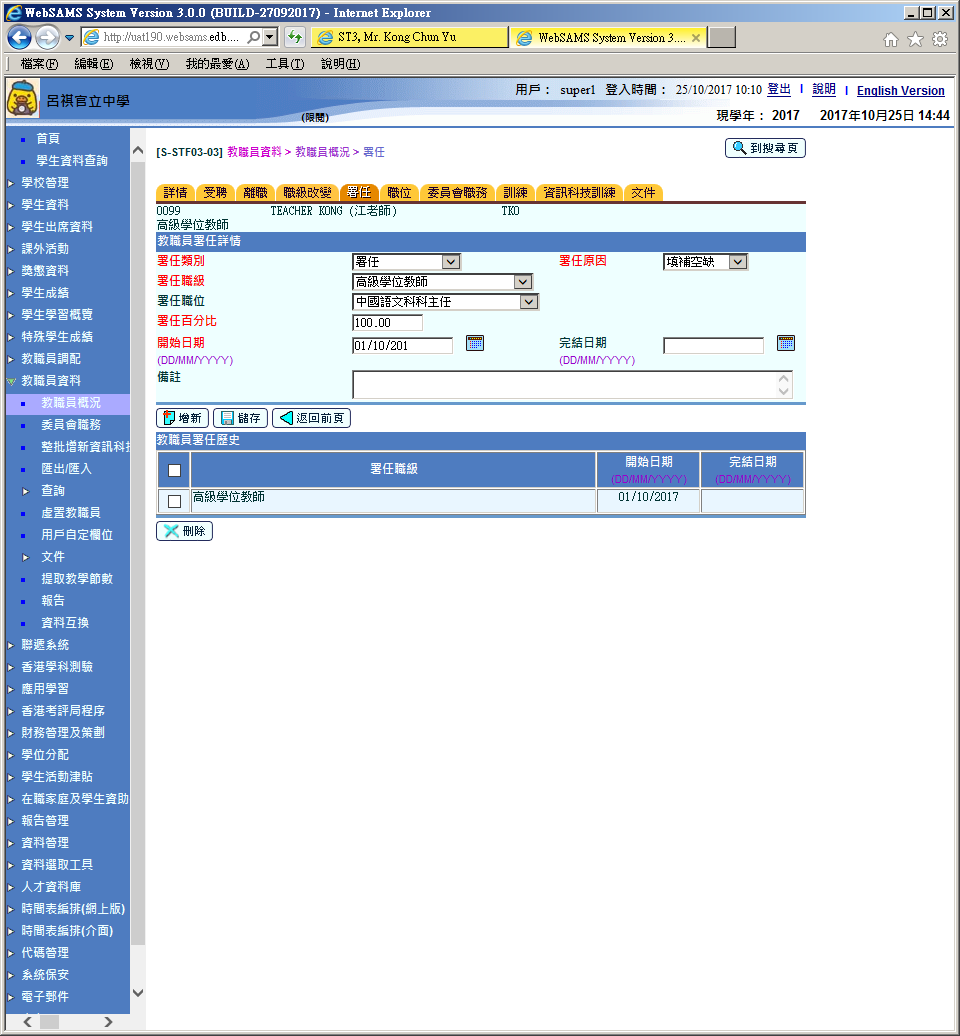 WebSAMS System Version 3.0.0 (BUILD-27092017) - Internet Explorer
http://uat190.websams.edb.... ST3, Mr. Kong Chun Yu WebSAMS System Version 3....
檔案(F) 編輯(E) 檢視(V) 我的最愛(A) 工具(T) 說明(H)
呂祺官立中學
(限閱)
用戶： super1 登入時間： 25/10/2017 10:10 登出 | 說明 | English Version
現學年： 2017 2017年10月25日 14:44
首頁
學生資料查詢
學校管理
學生資料
學生出席資料
課外活動
獎懲資料
學生成績
學生學習概覽
特殊學生成績
教職員調配
教職員資料
教職員概況
委員會職務
整批增新資訊科技
匯出/匯入
查詢
虛置教職員
用戶自定欄位
文件
提取教學節數
報告
資料互換
聯遞系統
香港學科測驗
應用學習
香港考評局程序
財務管理及策劃
學位分配
學生活動津貼
在職家庭及學生資助
報告管理
資料管理
資料選取工具
人才資料庫
時間表編排(網上版)
時間表編排(介面)
代碼管理
系統保安
電子郵件
[S-STF03-03] 教職員資料 > 教職員概況 > 署任
到搜尋頁
詳情 受聘 離職 職級改變 署任 職位 委員會職務 訓練 資訊科技訓練 文件
0099 TEACHER KONG (江老師) TKO
高級學位教師
教職員署任詳情
署任類別 署任 署任原因 填補空缺
署任職級 高級學位教師
署任職位 中國語文科科主任
署任百分比 100.00
開始日期 01/10/201 完結日期
(DD/MM/YYYY) (DD/MM/YYYY)
備註
增新 儲存 返回前頁
教職員署任歷史
署任職級 開始日期 完結日期
(DD/MM/YYYY) (DD/MM/YYYY)
高級學位教師 01/10/2017
刪除